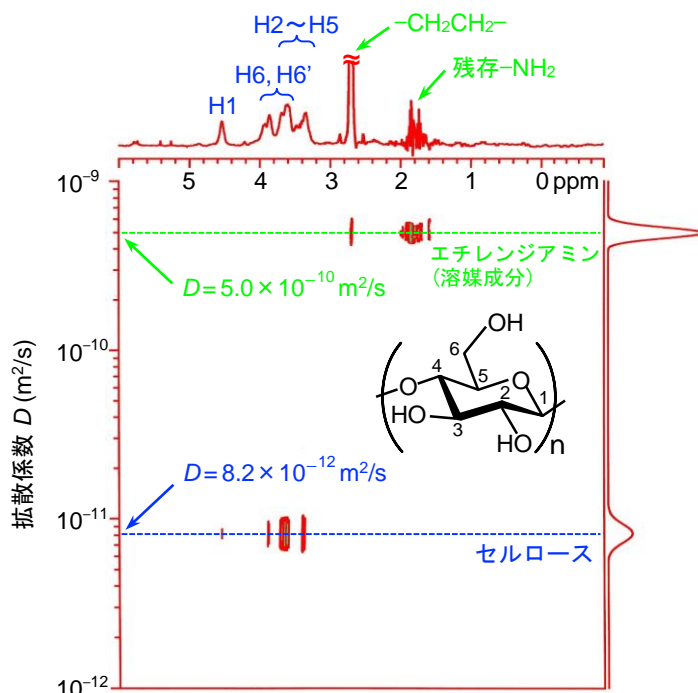 H2~H5
–CH₂CH₂–
H6, H6'
残存–NH₂
H1
5 4 3 2 1 0 ppm
10⁻⁹
エチレンジアミン
(溶媒成分)
D=5.0×10⁻¹⁰ m²/s
10⁻¹⁰
OH
6
4
5
O
O
2
1
HO
3
HO
n
拡散係数 D (m²/s)
D=8.2×10⁻¹² m²/s
10⁻¹¹
セルロース
10⁻¹²